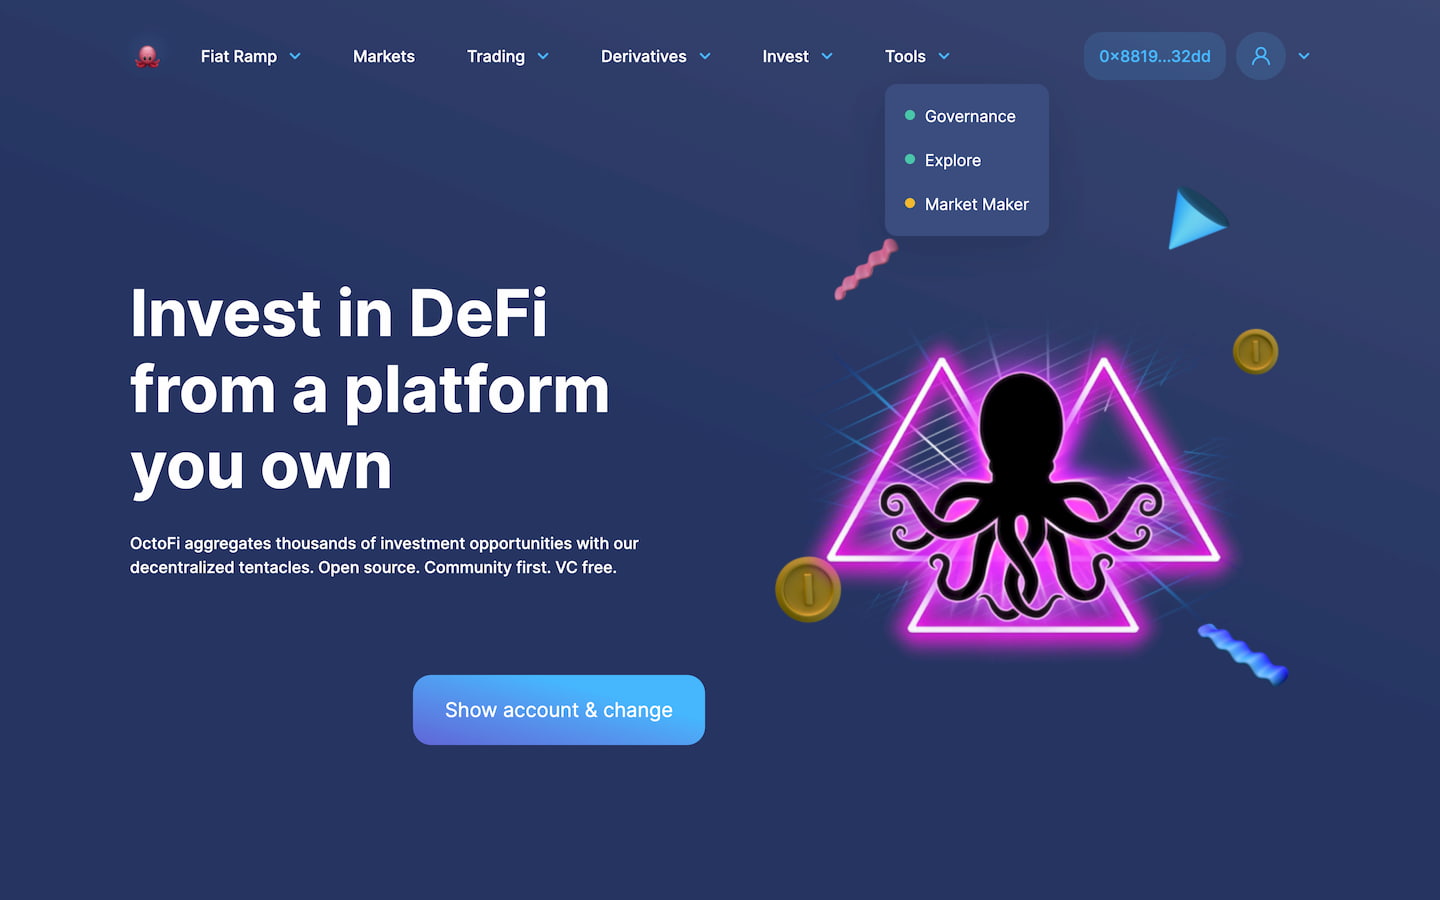 Fiat Ramp
Markets
Trading
Derivatives
Invest
Tools
0×8819...32dd
Governance
Explore
Market Maker
Invest in DeFi
from a platform
you own
OctoFi aggregates thousands of investment opportunities with our
decentralized tentacles. Open source. Community first. VC free.
Show account & change